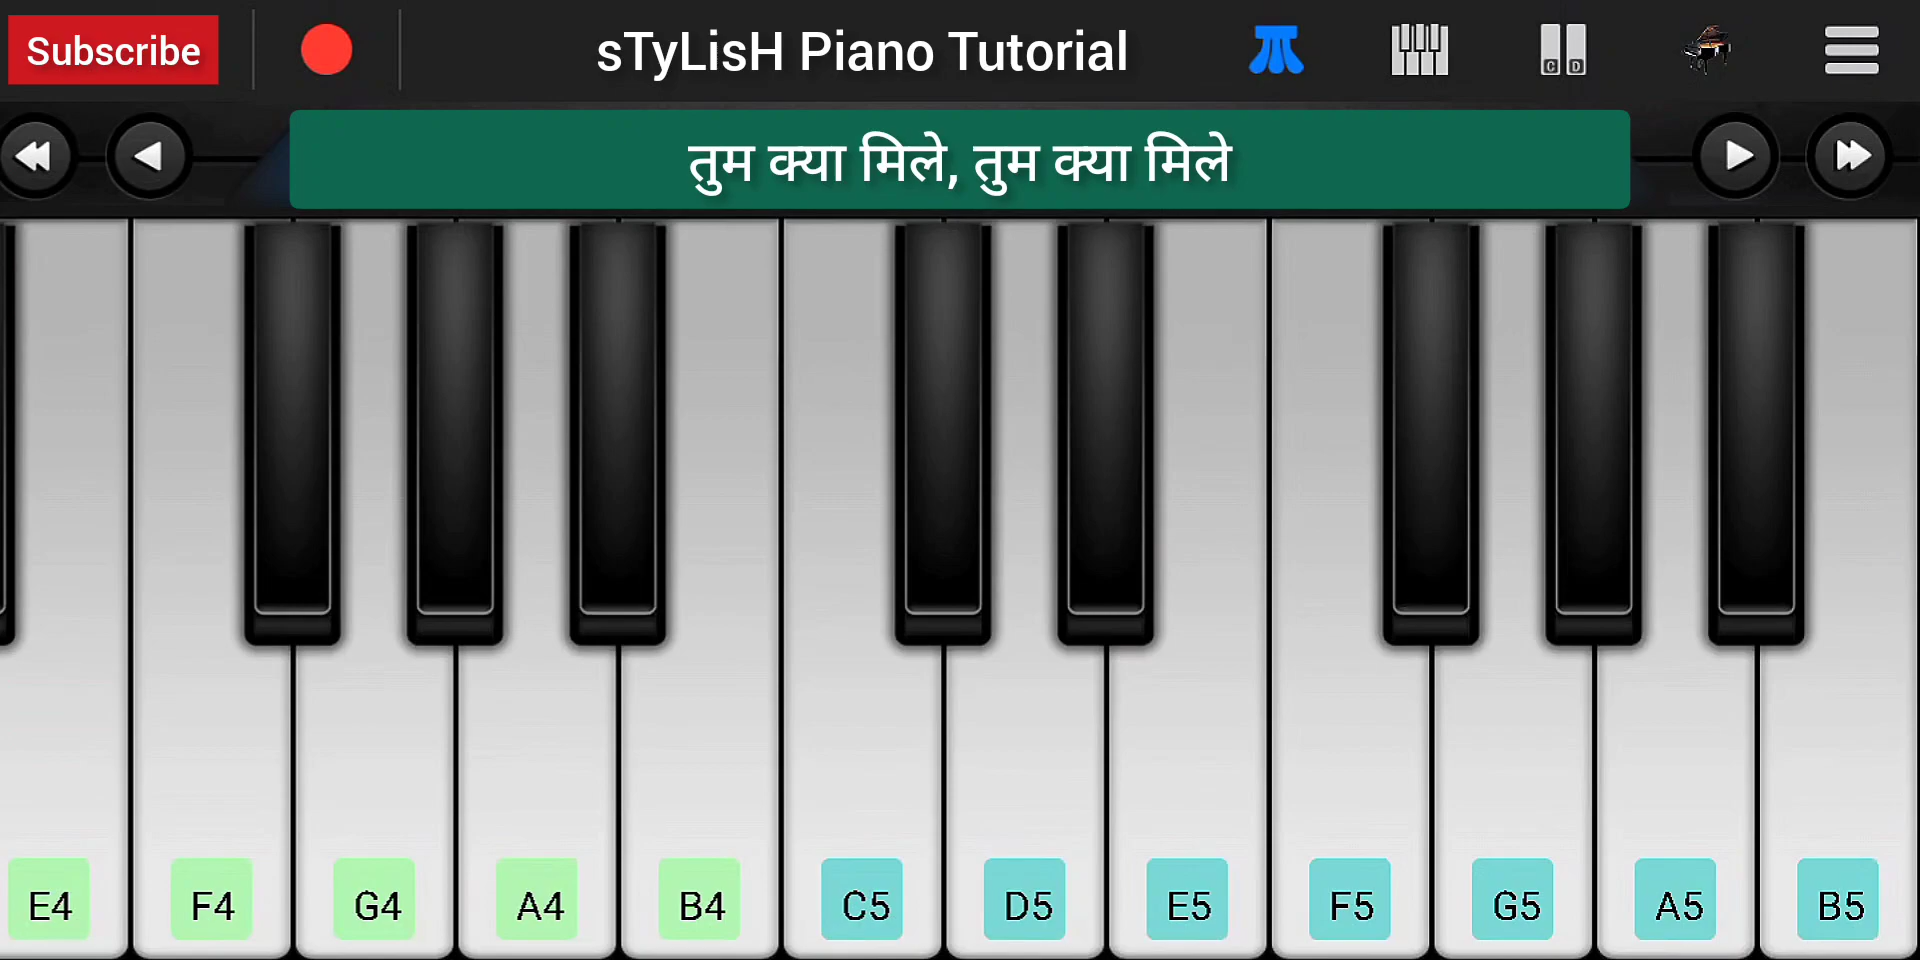 Subscribe
sTyLisH Piano Tutorial
C D
तुम क्या मिले, तुम क्या मिले
E4 F4 G4 A4 B4 C5 D5 E5 F5 G5 A5 B5